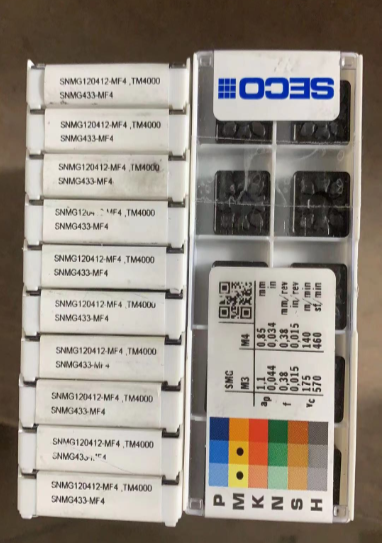 SNMG120412-MF4 ,TM4000
SNMG433-MF4
SNMG120412-MF4 ,TM4000
SNMG433-MF4
SNMG120412-MF4 ,TM4000
SNMG433-MF4
TM4000
SNMG433-MF4
SNMG120412-MF4 ,TM4000
SNMG433-MF4
SNMG120412-MF4 ,TM4000
SNMG433-MF4
SNMG120412-MF4 ,TM4000
SNMG120412-MF4 ,TM4000
SNMG433-MF4
SNMG120412-MF4 ,TM4000
SNMG120412-MF4 ,TM4000
SNMG433-MF4
SECO
SMG
M3 M4
ap 1,1 0,85 mm
0,044 0,034 in
f 0,38 0,38 mm/rev
0,015 0,015 in/rev
vc 175 140 m/min
570 460 sf/min
P
M
K
N
S
H